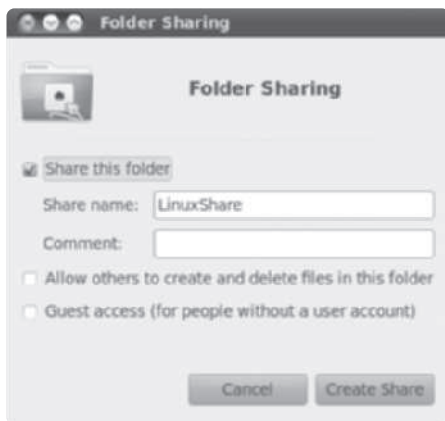 Folder Sharing
Folder Sharing
Share this folder
Share name: LinuxShare
Comment:
Allow others to create and delete files in this folder
Guest access (for people without a user account)
Cancel Create Share